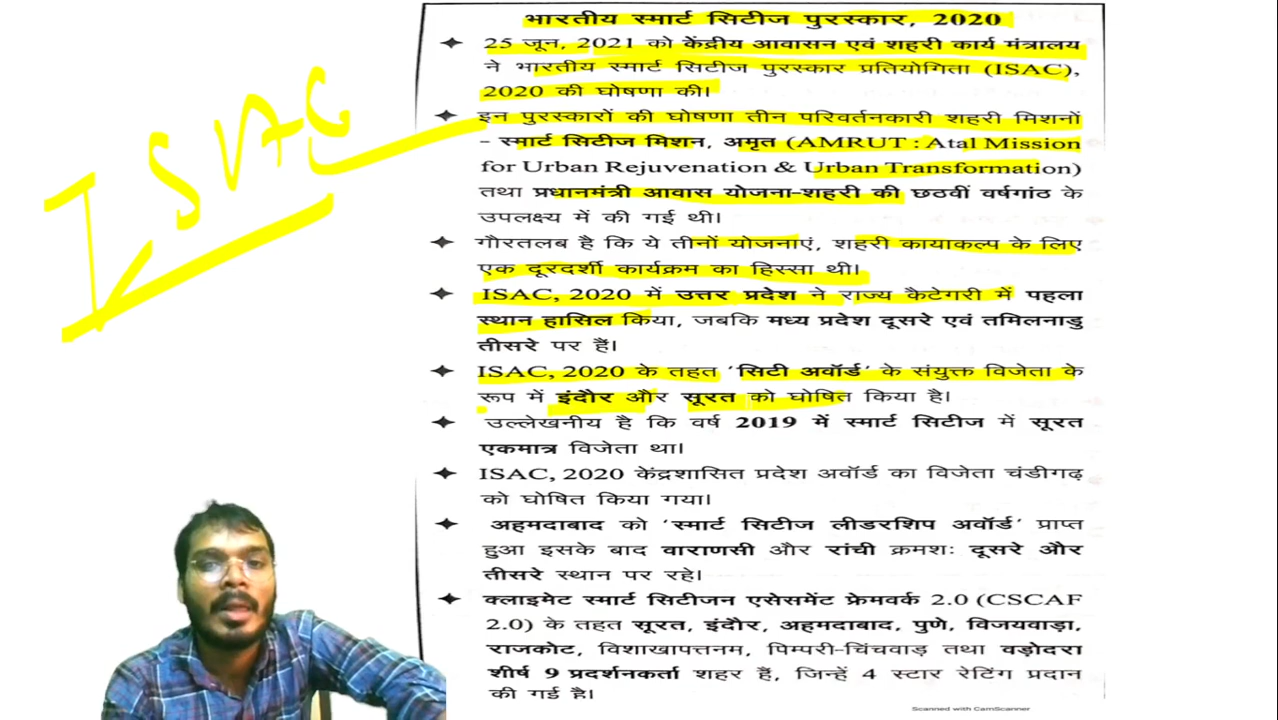 भारतीय स्मार्ट सिटीज पुरस्कार, 2020
25 जून, 2021 को केंद्रीय आवासन एवं शहरी कार्य मंत्रालय
ने भारतीय स्मार्ट सिटीज पुरस्कार प्रतियोगिता (ISAC),
2020 की घोषणा की।
इन पुरस्कारों की घोषणा तीन परिवर्तनकारी शहरी मिशनों
- स्मार्ट सिटीज मिशन, अमृत (AMRUT : Atal Mission
for Urban Rejuvenation & Urban Transformation)
तथा प्रधानमंत्री आवास योजना-शहरी की छठवीं वर्षगांठ के
उपलक्ष्य में की गई थी।
गौरतलब है कि ये तीनों योजनाएं, शहरी कायाकल्प के लिए
एक दूरदर्शी कार्यक्रम का हिस्सा थी।
ISAC, 2020 में उत्तर प्रदेश ने राज्य कैटेगरी में पहला
स्थान हासिल किया, जबकि मध्य प्रदेश दूसरे एवं तमिलनाडु
तीसरे पर हैं।
ISAC, 2020 के तहत 'सिटी अवॉर्ड' के संयुक्त विजेता के
रूप में इंदौर और सूरत को घोषित किया है।
उल्लेखनीय है कि वर्ष 2019 में स्मार्ट सिटीज में सूरत
एकमात्र विजेता था।
ISAC, 2020 केंद्रशासित प्रदेश अवॉर्ड का विजेता चंडीगढ़
को घोषित किया गया।
अहमदाबाद को 'स्मार्ट सिटीज लीडरशिप अवॉर्ड' प्राप्त
हुआ इसके बाद वाराणसी और रांची क्रमशः दूसरे और
तीसरे स्थान पर रहे।
क्लाइमेट स्मार्ट सिटीजन एसेसमेंट फ्रेमवर्क 2.0 (CSCAF
2.0) के तहत सूरत, इंदौर, अहमदाबाद, पुणे, विजयवाड़ा,
राजकोट, विशाखापत्तनम, पिम्परी-चिंचवाड़ तथा वड़ोदरा
शीर्ष 9 प्रदर्शनकर्ता शहर हैं, जिन्हें 4 स्टार रेटिंग प्रदान
की गई है।
Scanned with CamScanner
ISAC